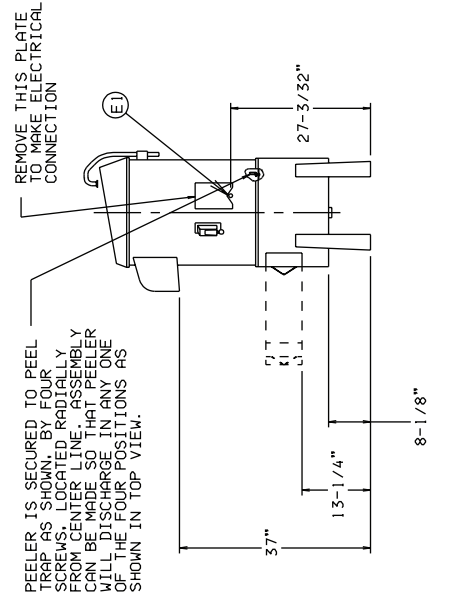 PEELER IS SECURED TO PEEL
TRAP AS SHOWN, BY FOUR
SCREWS, LOCATED RADIALLY
FROM CENTER LINE. ASSEMBLY
CAN BE MADE SO THAT PEELER
WILL DISCHARGE IN ANY ONE
OF THE FOUR POSITIONS AS
SHOWN IN TOP VIEW.
REMOVE THIS PLATE
TO MAKE ELECTRICAL
CONNECTION
E1
27-3/32"
37"
13-1/4"
8-1/8"